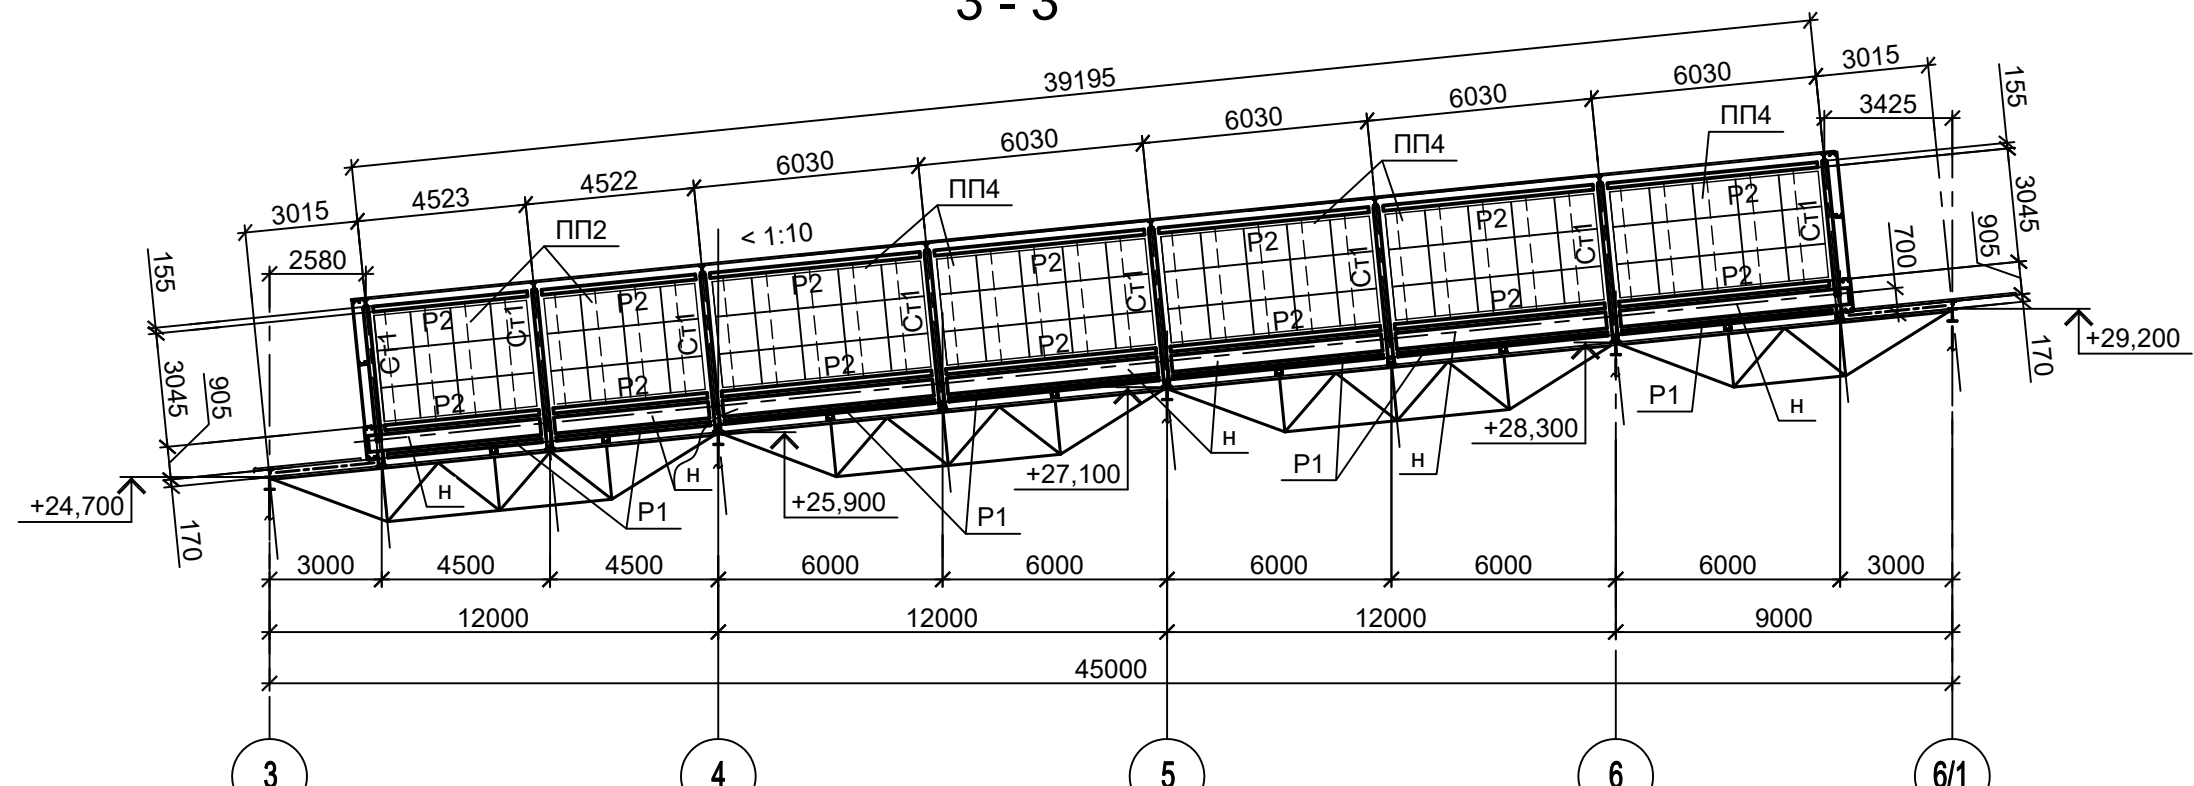 3 - 3
39195
3015 4523 4522 6030 6030 6030 6030 6030 3015
2580 3425
< 1:10
ПП2 ПП4 ПП4 ПП4
155 3045 905 170
155 3045 905 700 170
Р2 Р2 Р2 Р2 Р2 Р2 Р2
Ст1 Ст1 Ст1 Ст1 Ст1 Ст1 Ст1 Ст1
Р2 Р2 Р2 Р2 Р2 Р2 Р2
н н н н н
Р1 Р1 Р1 Р1
+24,700
+25,900
+27,100
+28,300
+29,200
3000 4500 4500 6000 6000 6000 6000 6000 3000
12000 12000 12000 9000
45000
3 4 5 6 6/1